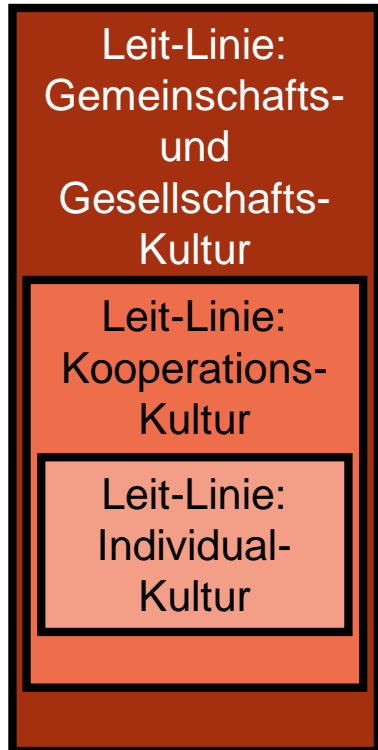 Leit-Linie:
Gemeinschafts-
und
Gesellschafts-
Kultur
Leit-Linie:
Kooperations-
Kultur
Leit-Linie:
Individual-
Kultur